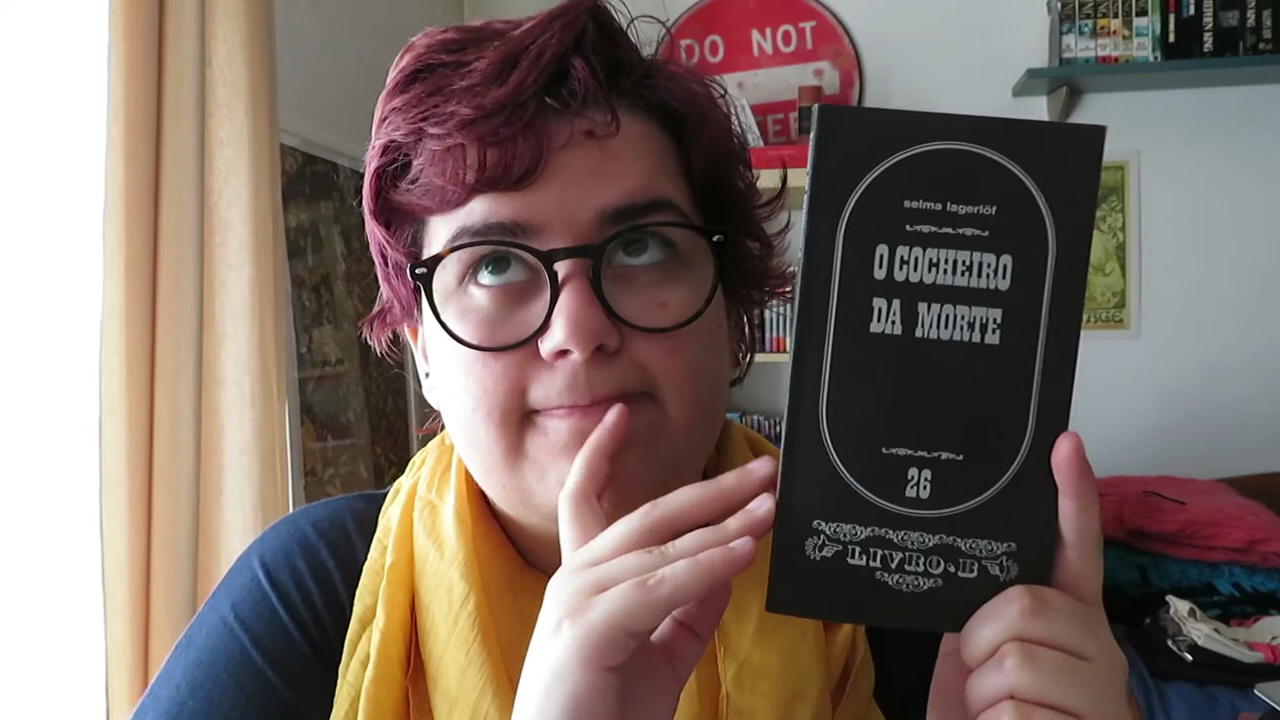 DO NOT
selma lagerlöf
O COCHEIRO
DA MORTE
26
LIVRO·B